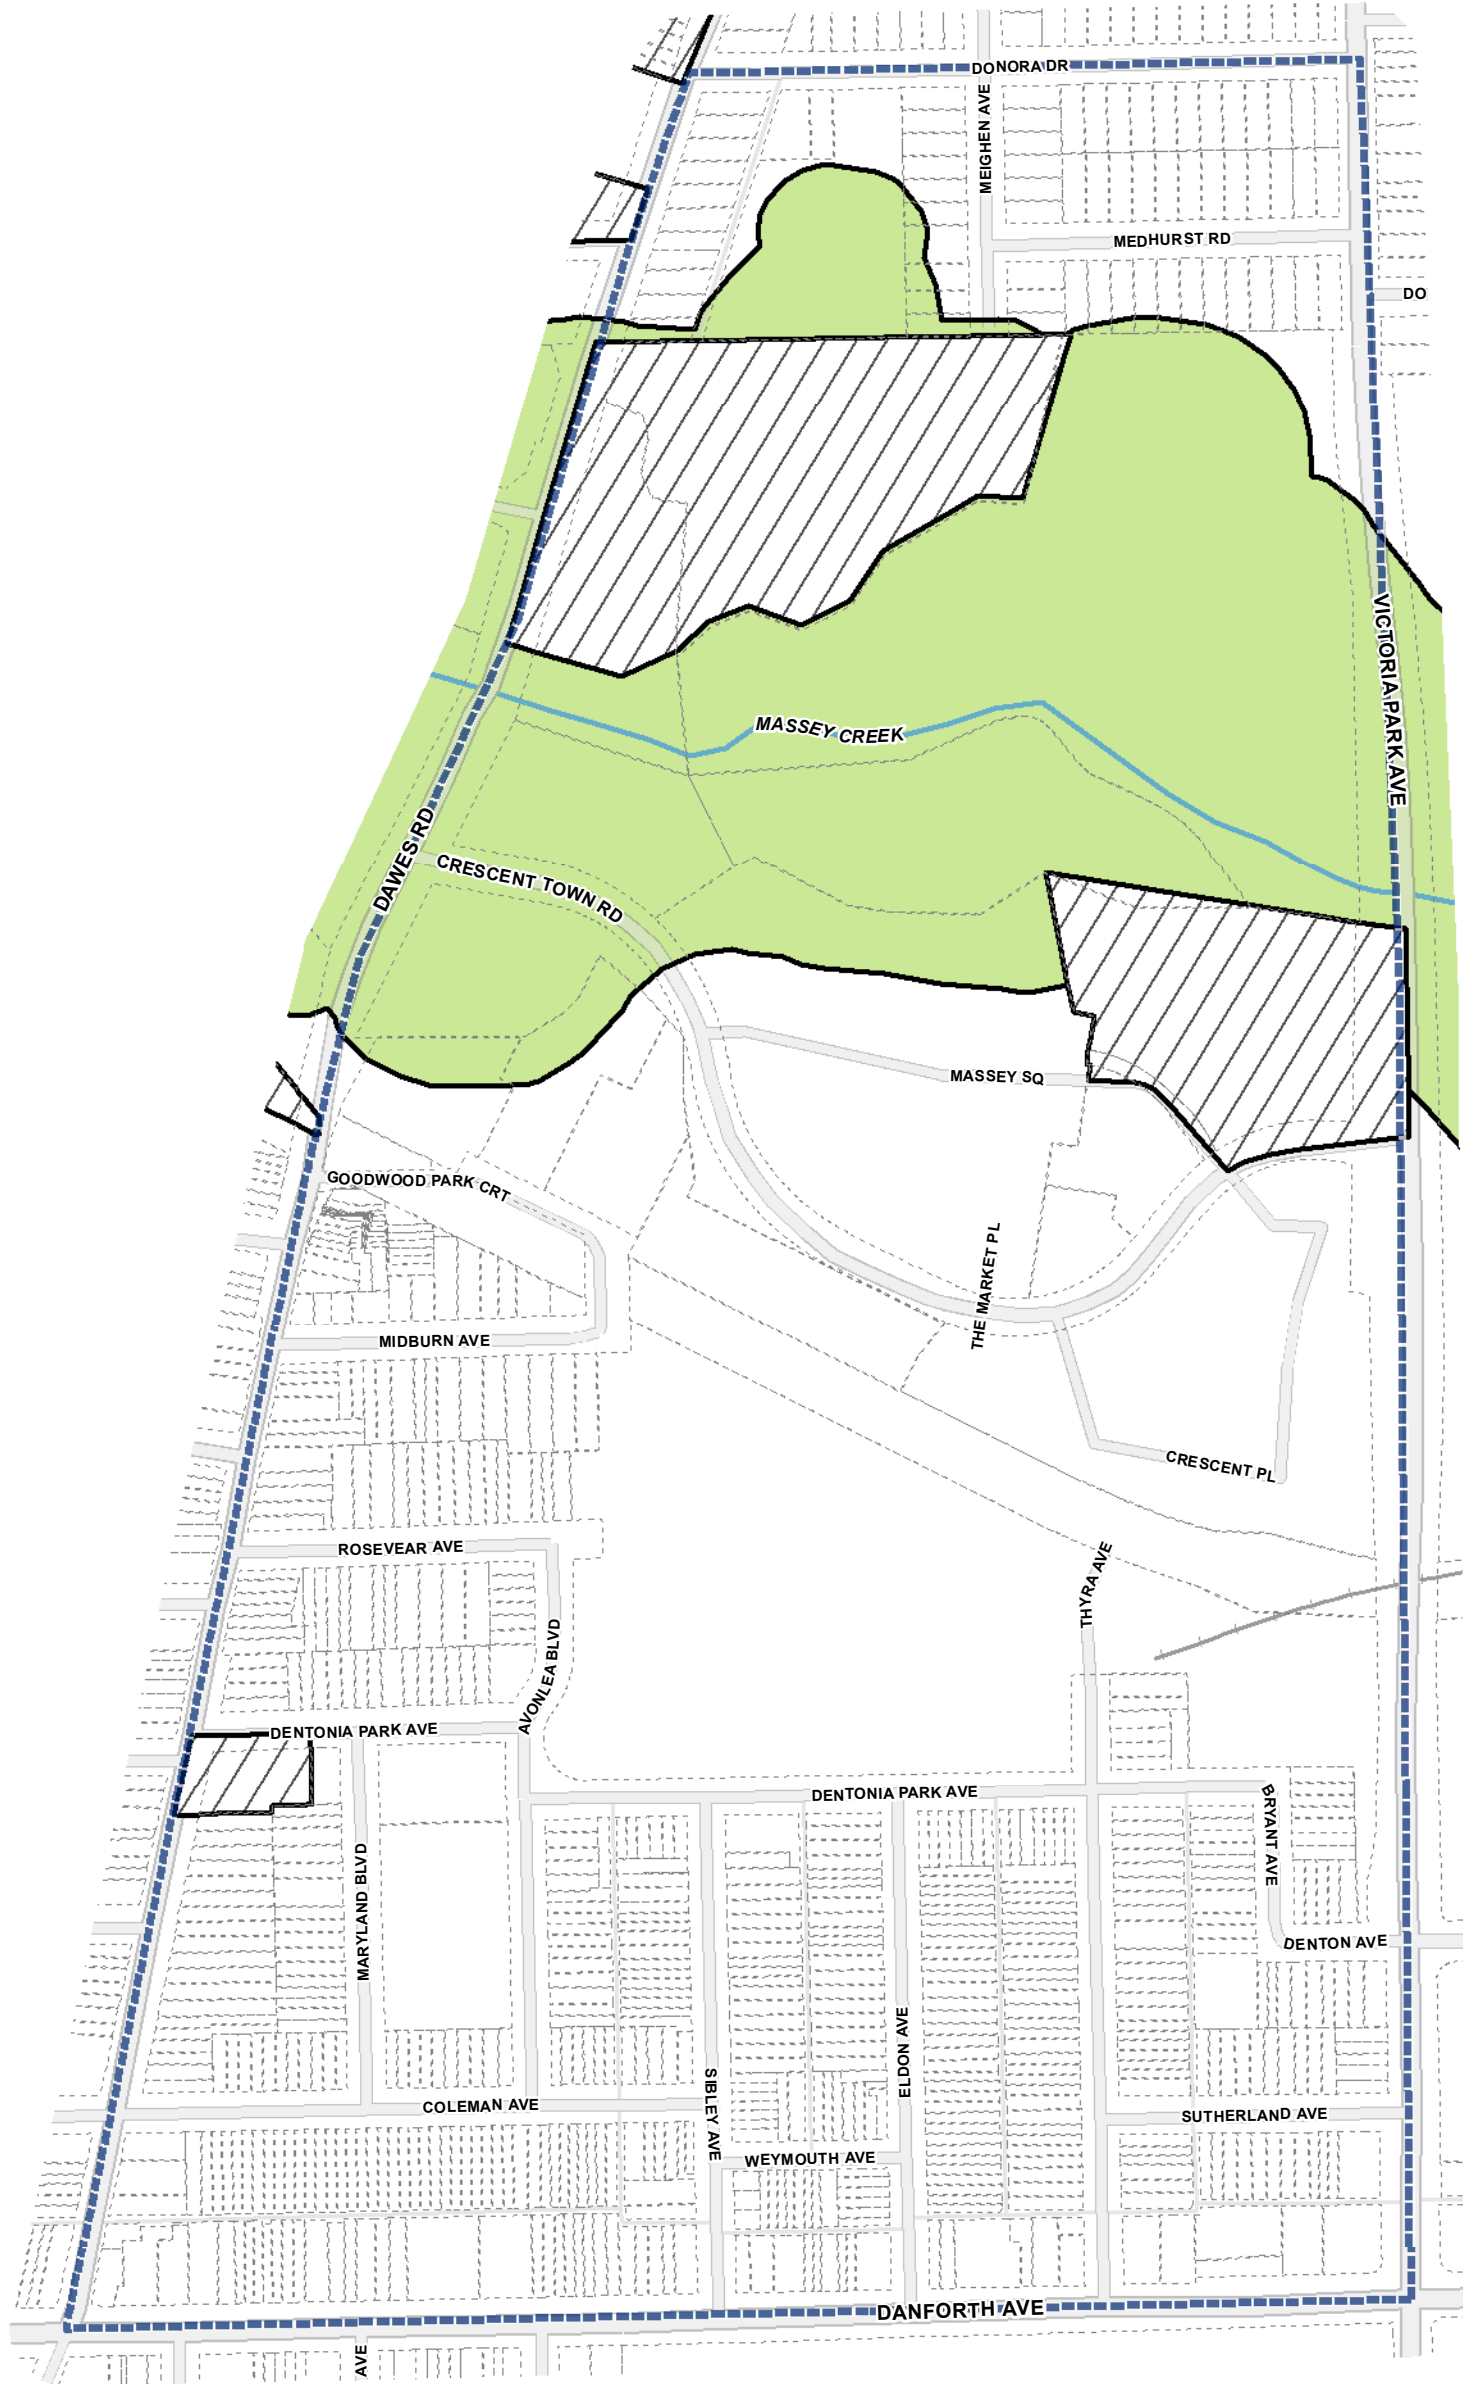 DONORA DR
MEIGHEN AVE
MEDHURST RD
DO
VICTORIA PARK AVE
MASSEY CREEK
DAWES RD
CRESCENT TOWN RD
MASSEY SQ
GOODWOOD PARK CRT
THE MARKET PL
MIDBURN AVE
CRESCENT PL
ROSEVEAR AVE
THYRA AVE
AVONLEA BLVD
DENTONIA PARK AVE
DENTONIA PARK AVE
BRYANT AVE
MARYLAND BLVD
DENTON AVE
ELDON AVE
SIBLEY AVE
COLEMAN AVE
SUTHERLAND AVE
WEYMOUTH AVE
DANFORTH AVE
AVE